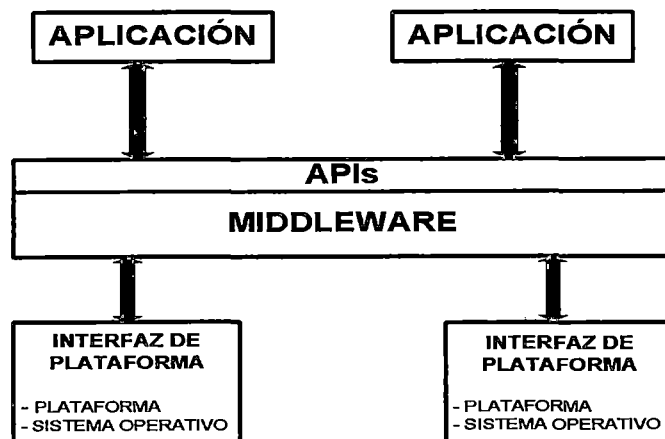 APLICACIÓN
APLICACIÓN
APIs
MIDDLEWARE
INTERFAZ DE
PLATAFORMA
- PLATAFORMA
- SISTEMA OPERATIVO
INTERFAZ DE
PLATAFORMA
- PLATAFORMA
- SISTEMA OPERATIVO